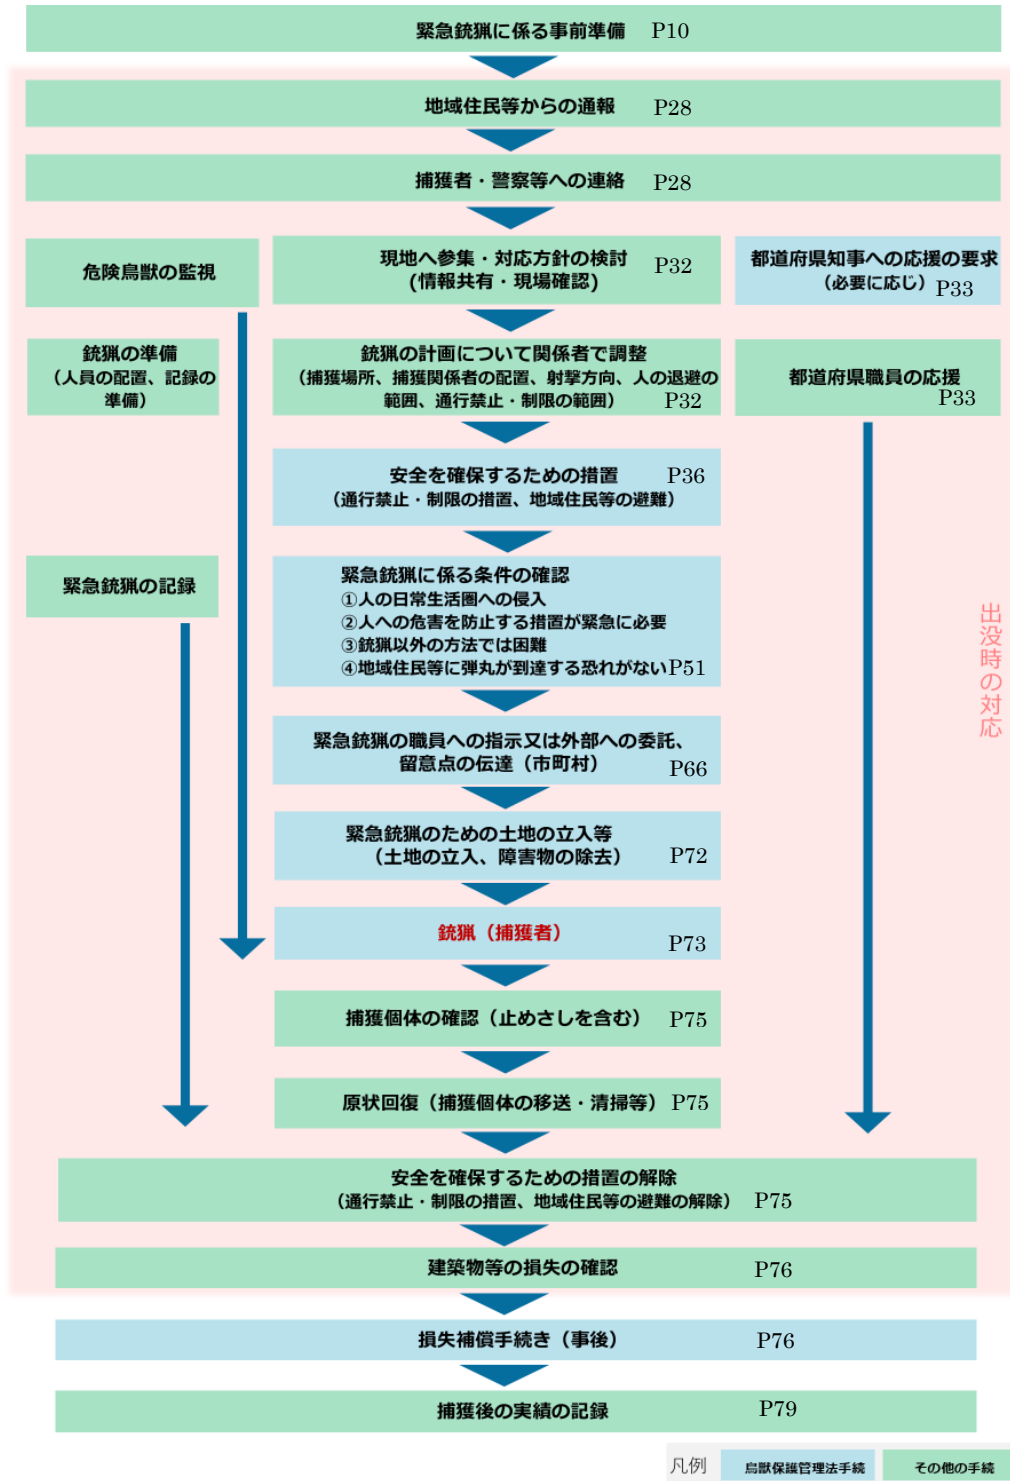 緊急銃猟に係る事前準備 P10
地域住民等からの通報 P28
捕獲者・警察等への連絡 P28
危険鳥獣の監視
現地へ参集・対応方針の検討
(情報共有・現場確認)
P32
都道府県知事への応援の要求
（必要に応じ）
P33
銃猟の準備
（人員の配置、記録の
準備）
銃猟の計画について関係者で調整
（捕獲場所、捕獲関係者の配置、射撃方向、人の退避の
範囲、通行禁止・制限の範囲） P32
都道府県職員の応援
P33
安全を確保するための措置 P36
（通行禁止・制限の措置、地域住民等の避難）
緊急銃猟の記録
緊急銃猟に係る条件の確認
①人の日常生活圏への侵入
②人への危害を防止する措置が緊急に必要
③銃猟以外の方法では困難
④地域住民等に弾丸が到達する恐れがない P51
出没時の対応
緊急銃猟の職員への指示又は外部への委託、
留意点の伝達（市町村） P66
緊急銃猟のための土地の立入等
（土地の立入、障害物の除去） P72
銃猟（捕獲者） P73
捕獲個体の確認（止めさしを含む） P75
原状回復（捕獲個体の移送・清掃等） P75
安全を確保するための措置の解除
（通行禁止・制限の措置、地域住民等の避難の解除） P75
建築物等の損失の確認 P76
損失補償手続き（事後） P76
捕獲後の実績の記録 P79
凡例 鳥獣保護管理法手続 その他の手続